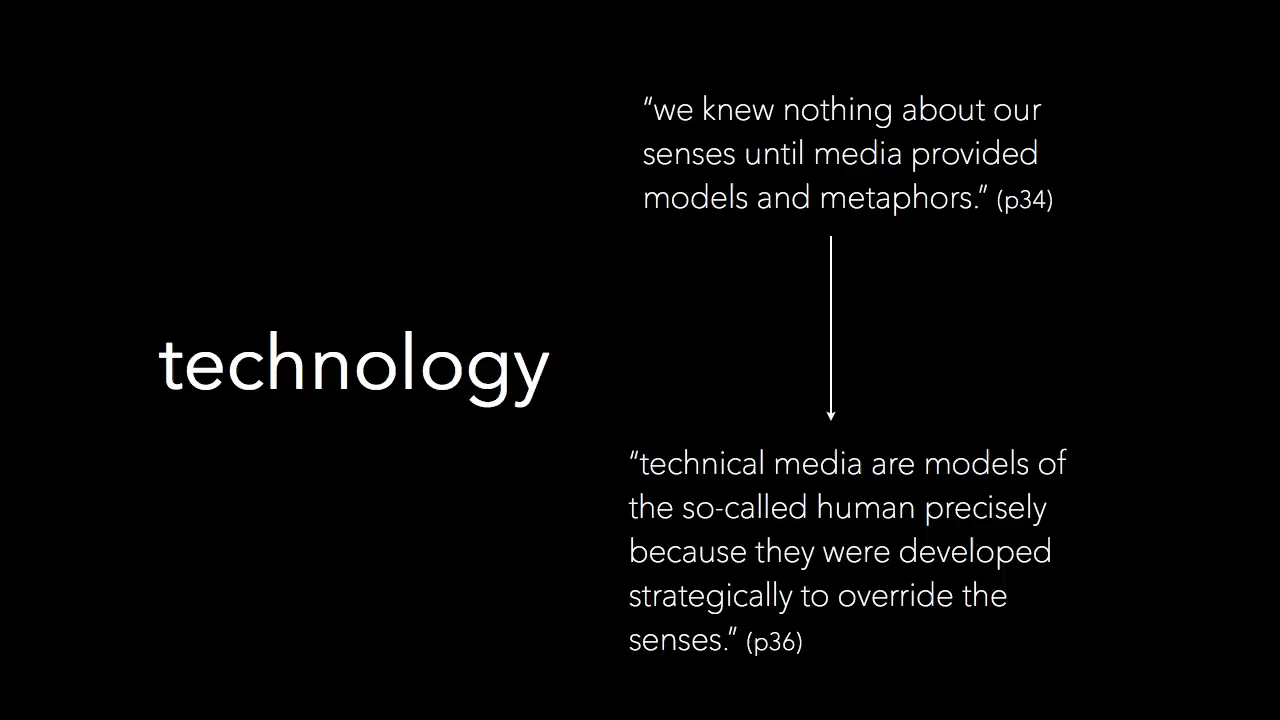 technology
“we knew nothing about our
senses until media provided
models and metaphors.” (p34)
“technical media are models of
the so-called human precisely
because they were developed
strategically to override the
senses.” (p36)